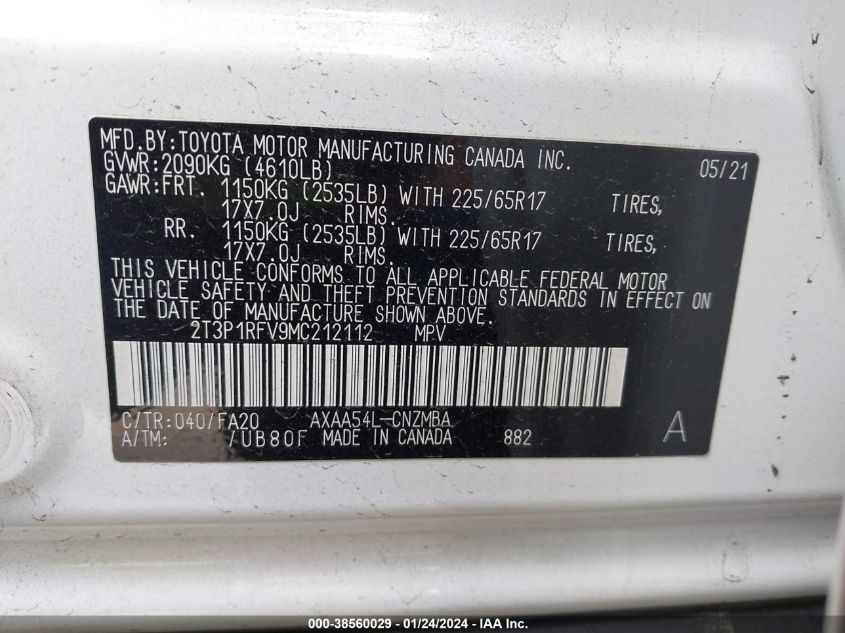 MFD.BY:TOYOTA MOTOR MANUFACTURING CANADA INC. 05/21
GVWR:2090KG (4610LB)
GAWR:FRT. 1150KG (2535LB) WITH 225/65R17 TIRES,
17X7.0J RIMS.
RR. 1150KG (2535LB) WITH 225/65R17 TIRES,
17X7.0J RIMS.
THIS VEHICLE CONFORMS TO ALL APPLICABLE FEDERAL MOTOR
VEHICLE SAFETY AND THEFT PREVENTION STANDARDS IN EFFECT ON
THE DATE OF MANUFACTURE SHOWN ABOVE.
2T3P1RFV9MC212112 MPV
C/TR:040/FA20 AXAA54L-CNZMBA
A/TM: /UB80F MADE IN CANADA 882 A
000-38560029 - 01/24/2024 - IAA Inc.